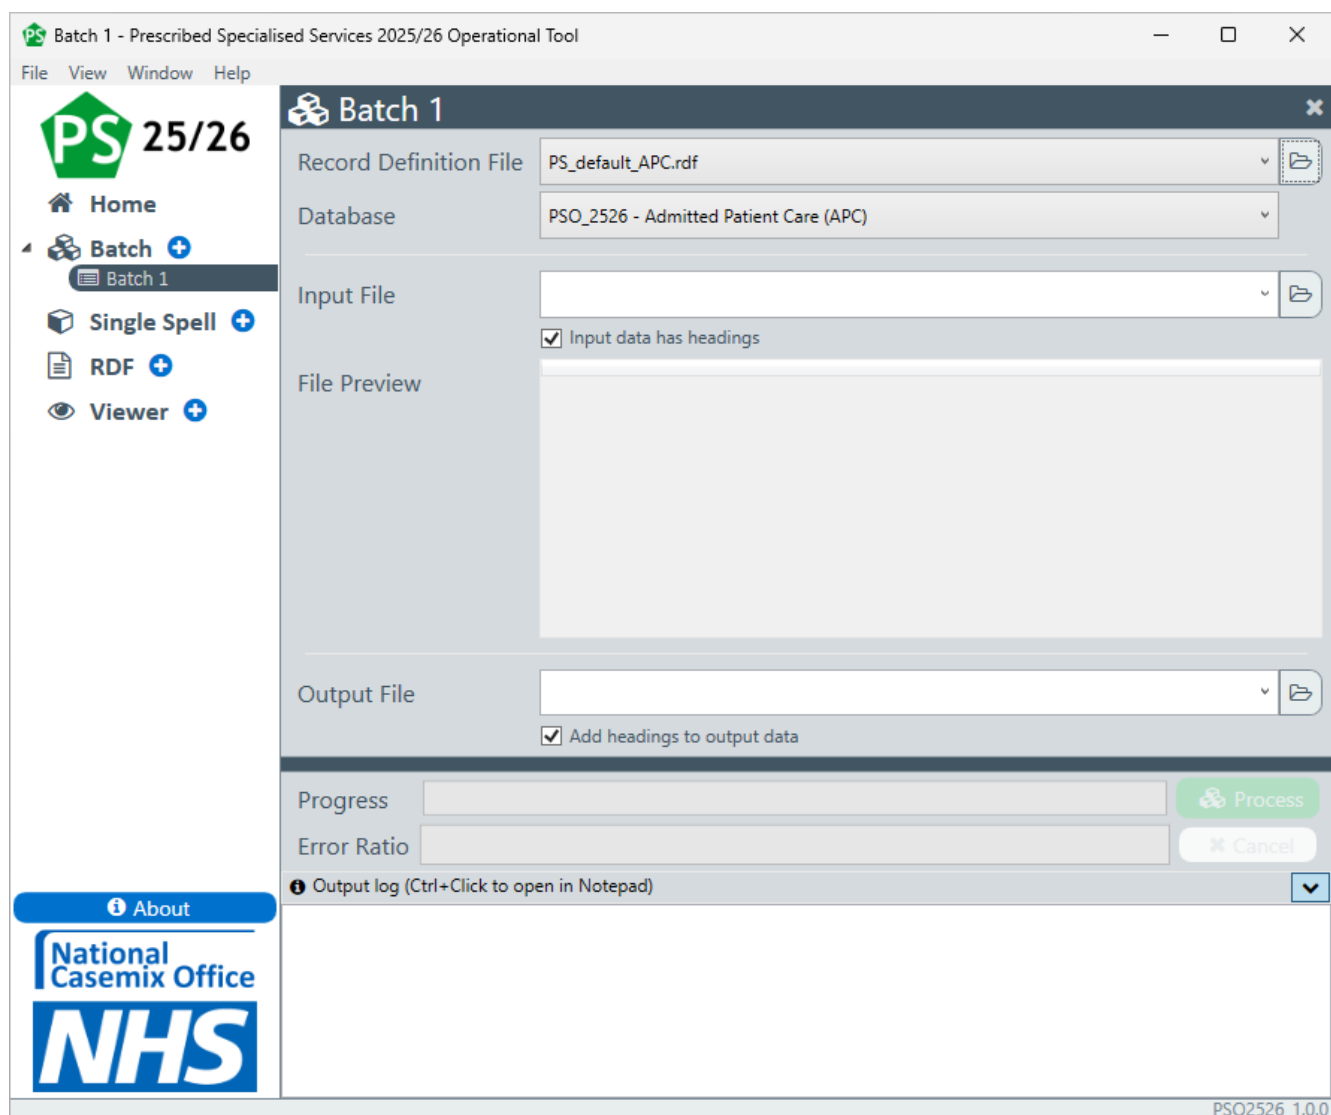 Batch 1 - Prescribed Specialised Services 2025/26 Operational Tool
File View Window Help
PS 25/26
Home
Batch
Batch 1
Single Spell
RDF
Viewer
About
National
Casemix Office
NHS
Batch 1
Record Definition File PS_default_APC.rdf
Database PSO_2526 - Admitted Patient Care (APC)
Input File
Input data has headings
File Preview
Output File
Add headings to output data
Progress Process
Error Ratio Cancel
Output log (Ctrl+Click to open in Notepad)
PSO2526 1.0.0